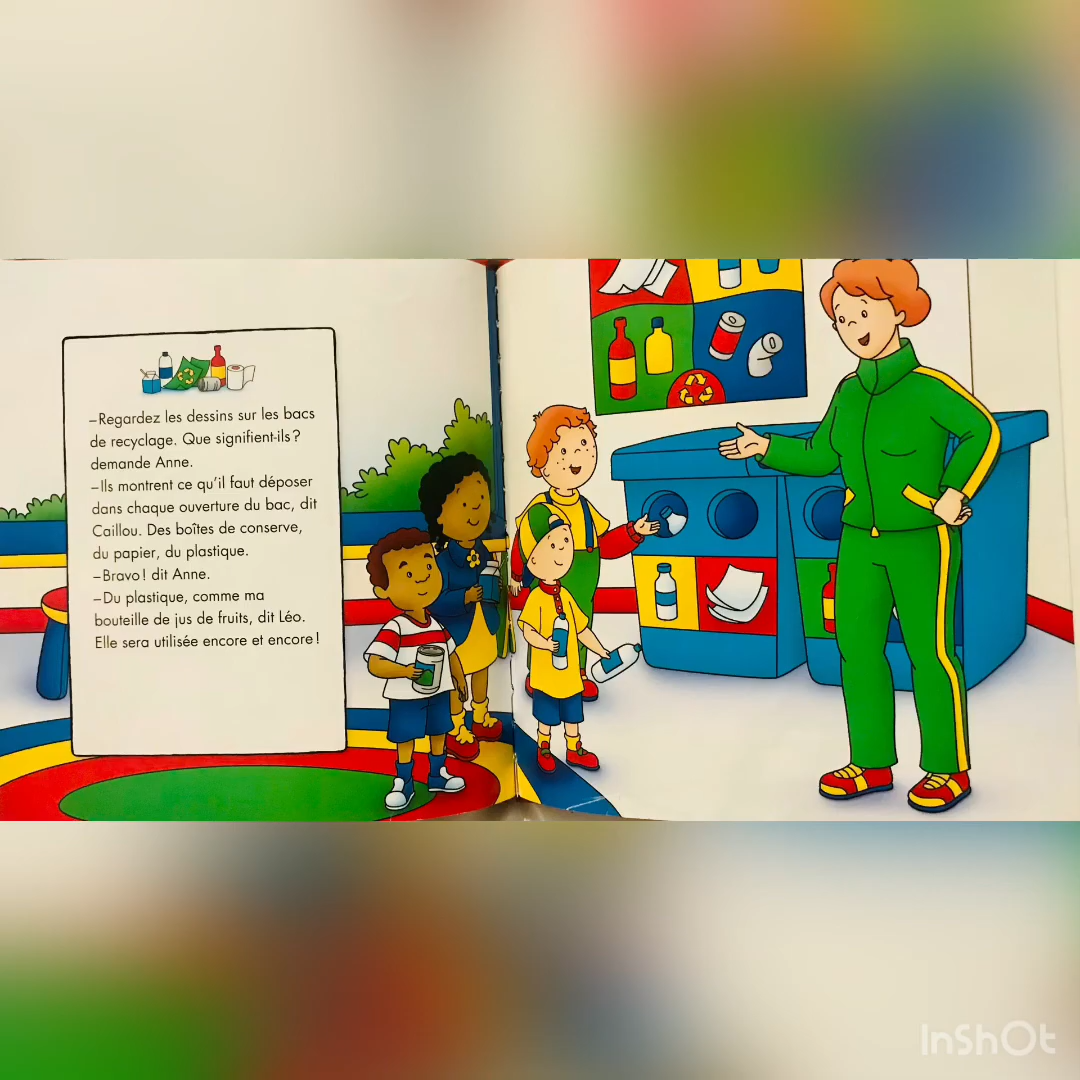 –Regardez les dessins sur les bacs
de recyclage. Que signifient-ils ?
demande Anne.
–Ils montrent ce qu'il faut déposer
dans chaque ouverture du bac, dit
Caillou. Des boîtes de conserve,
du papier, du plastique.
–Bravo ! dit Anne.
–Du plastique, comme ma
bouteille de jus de fruits, dit Léo.
Elle sera utilisée encore et encore !
InShOt